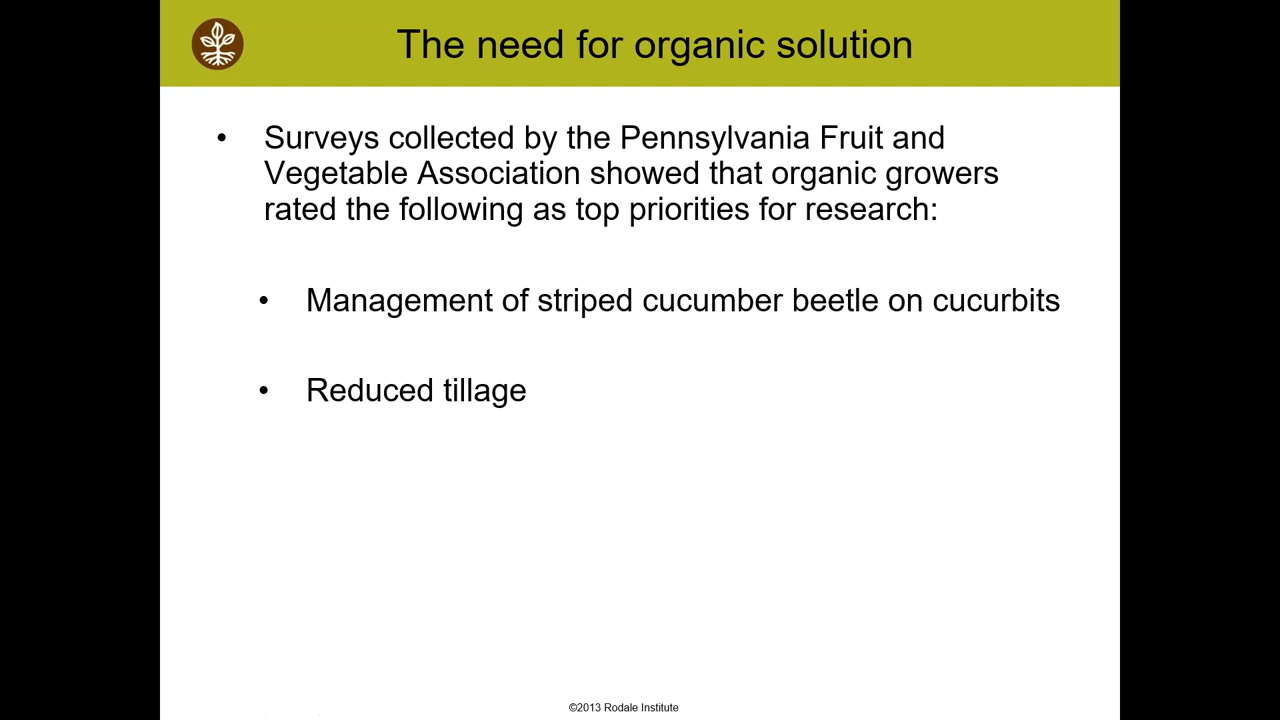 The need for organic solution
• Surveys collected by the Pennsylvania Fruit and
Vegetable Association showed that organic growers
rated the following as top priorities for research:
• Management of striped cucumber beetle on cucurbits
• Reduced tillage
©2013 Rodale Institute